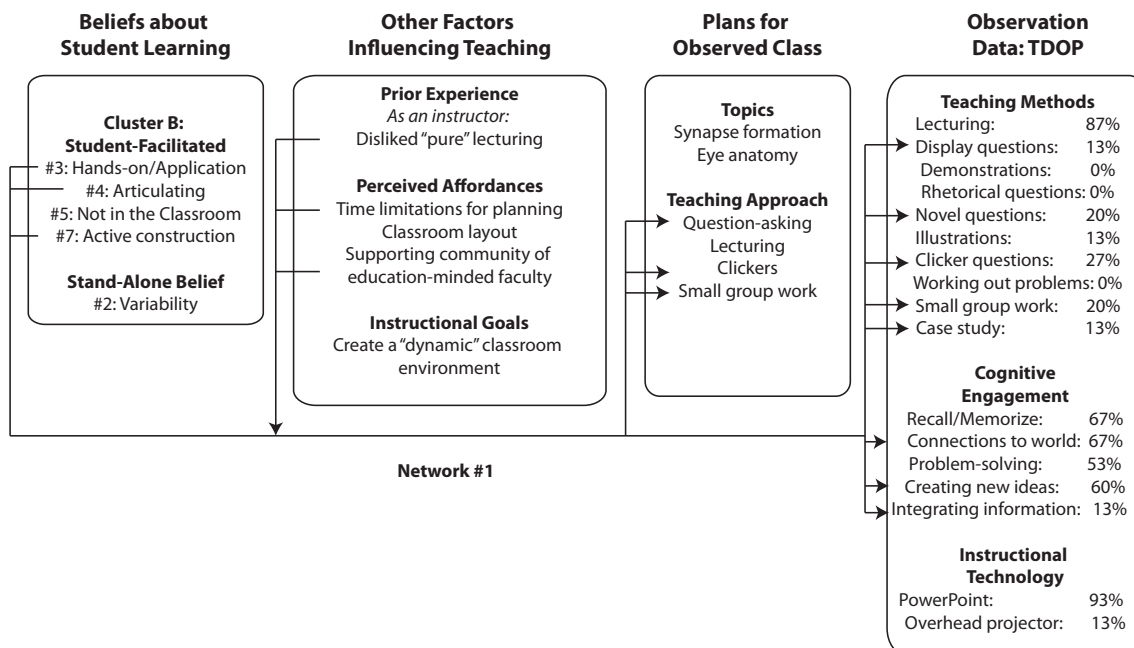 Beliefs about
Student Learning
Cluster B:
Student-Facilitated
#3: Hands-on/Application
#4: Articulating
#5: Not in the Classroom
#7: Active construction
Stand-Alone Belief
#2: Variability
Other Factors
Influencing Teaching
Prior Experience
As an instructor:
Disliked “pure” lecturing
Perceived Affordances
Time limitations for planning
Classroom layout
Supporting community of
education-minded faculty
Instructional Goals
Create a “dynamic” classroom
environment
Plans for
Observed Class
Topics
Synapse formation
Eye anatomy
Teaching Approach
Question-asking
Lecturing
Clickers
Small group work
Observation
Data: TDOP
Teaching Methods
Lecturing: 87%
Display questions: 13%
Demonstrations: 0%
Rhetorical questions: 0%
Novel questions: 20%
Illustrations: 13%
Clicker questions: 27%
Working out problems: 0%
Small group work: 20%
Case study: 13%
Cognitive
Engagement
Recall/Memorize: 67%
Connections to world: 67%
Problem-solving: 53%
Creating new ideas: 60%
Integrating information: 13%
Instructional
Technology
PowerPoint: 93%
Overhead projector: 13%
Network #1